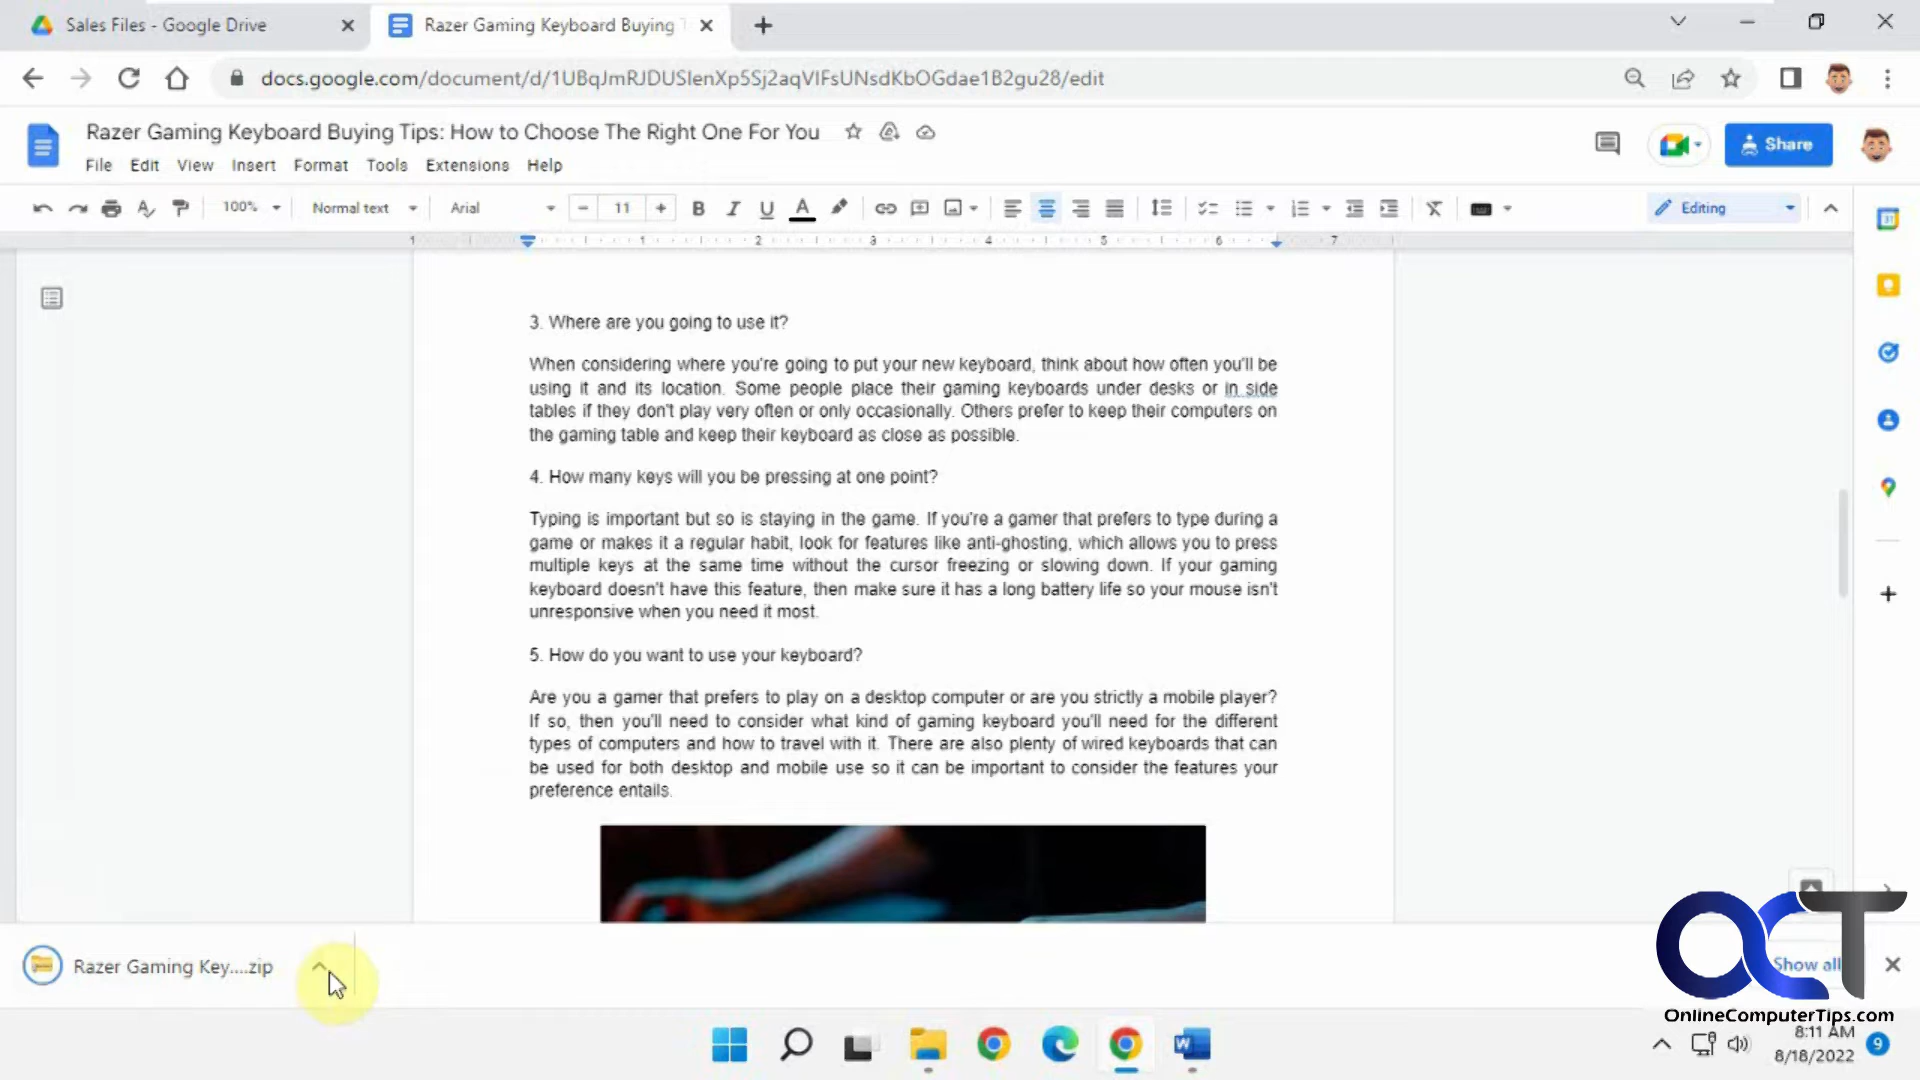 Sales Files - Google Drive
Razer Gaming Keyboard Buying
docs.google.com/document/d/1UBqJmRJDUSIenXp5Sj2aqVIFsUNsdKbOGdae1B2gu28/edit
Razer Gaming Keyboard Buying Tips: How to Choose The Right One For You
Share
File Edit View Insert Format Tools Extensions Help
100% Normal text Arial 11 B I U A Editing
1 1 2 3 4 5 6 7
3. Where are you going to use it?
When considering where you're going to put your new keyboard, think about how often you'll be
using it and its location. Some people place their gaming keyboards under desks or in side
tables if they don't play very often or only occasionally. Others prefer to keep their computers on
the gaming table and keep their keyboard as close as possible.
4. How many keys will you be pressing at one point?
Typing is important but so is staying in the game. If you're a gamer that prefers to type during a
game or makes it a regular habit, look for features like anti-ghosting, which allows you to press
multiple keys at the same time without the cursor freezing or slowing down. If your gaming
keyboard doesn't have this feature, then make sure it has a long battery life so your mouse isn't
unresponsive when you need it most.
5. How do you want to use your keyboard?
Are you a gamer that prefers to play on a desktop computer or are you strictly a mobile player?
If so, then you'll need to consider what kind of gaming keyboard you'll need for the different
types of computers and how to travel with it. There are also plenty of wired keyboards that can
be used for both desktop and mobile use so it can be important to consider the features your
preference entails.
Razer Gaming Key....zip
Show all
OCT
OnlineComputerTips.com
8:11 AM
8/18/2022
9